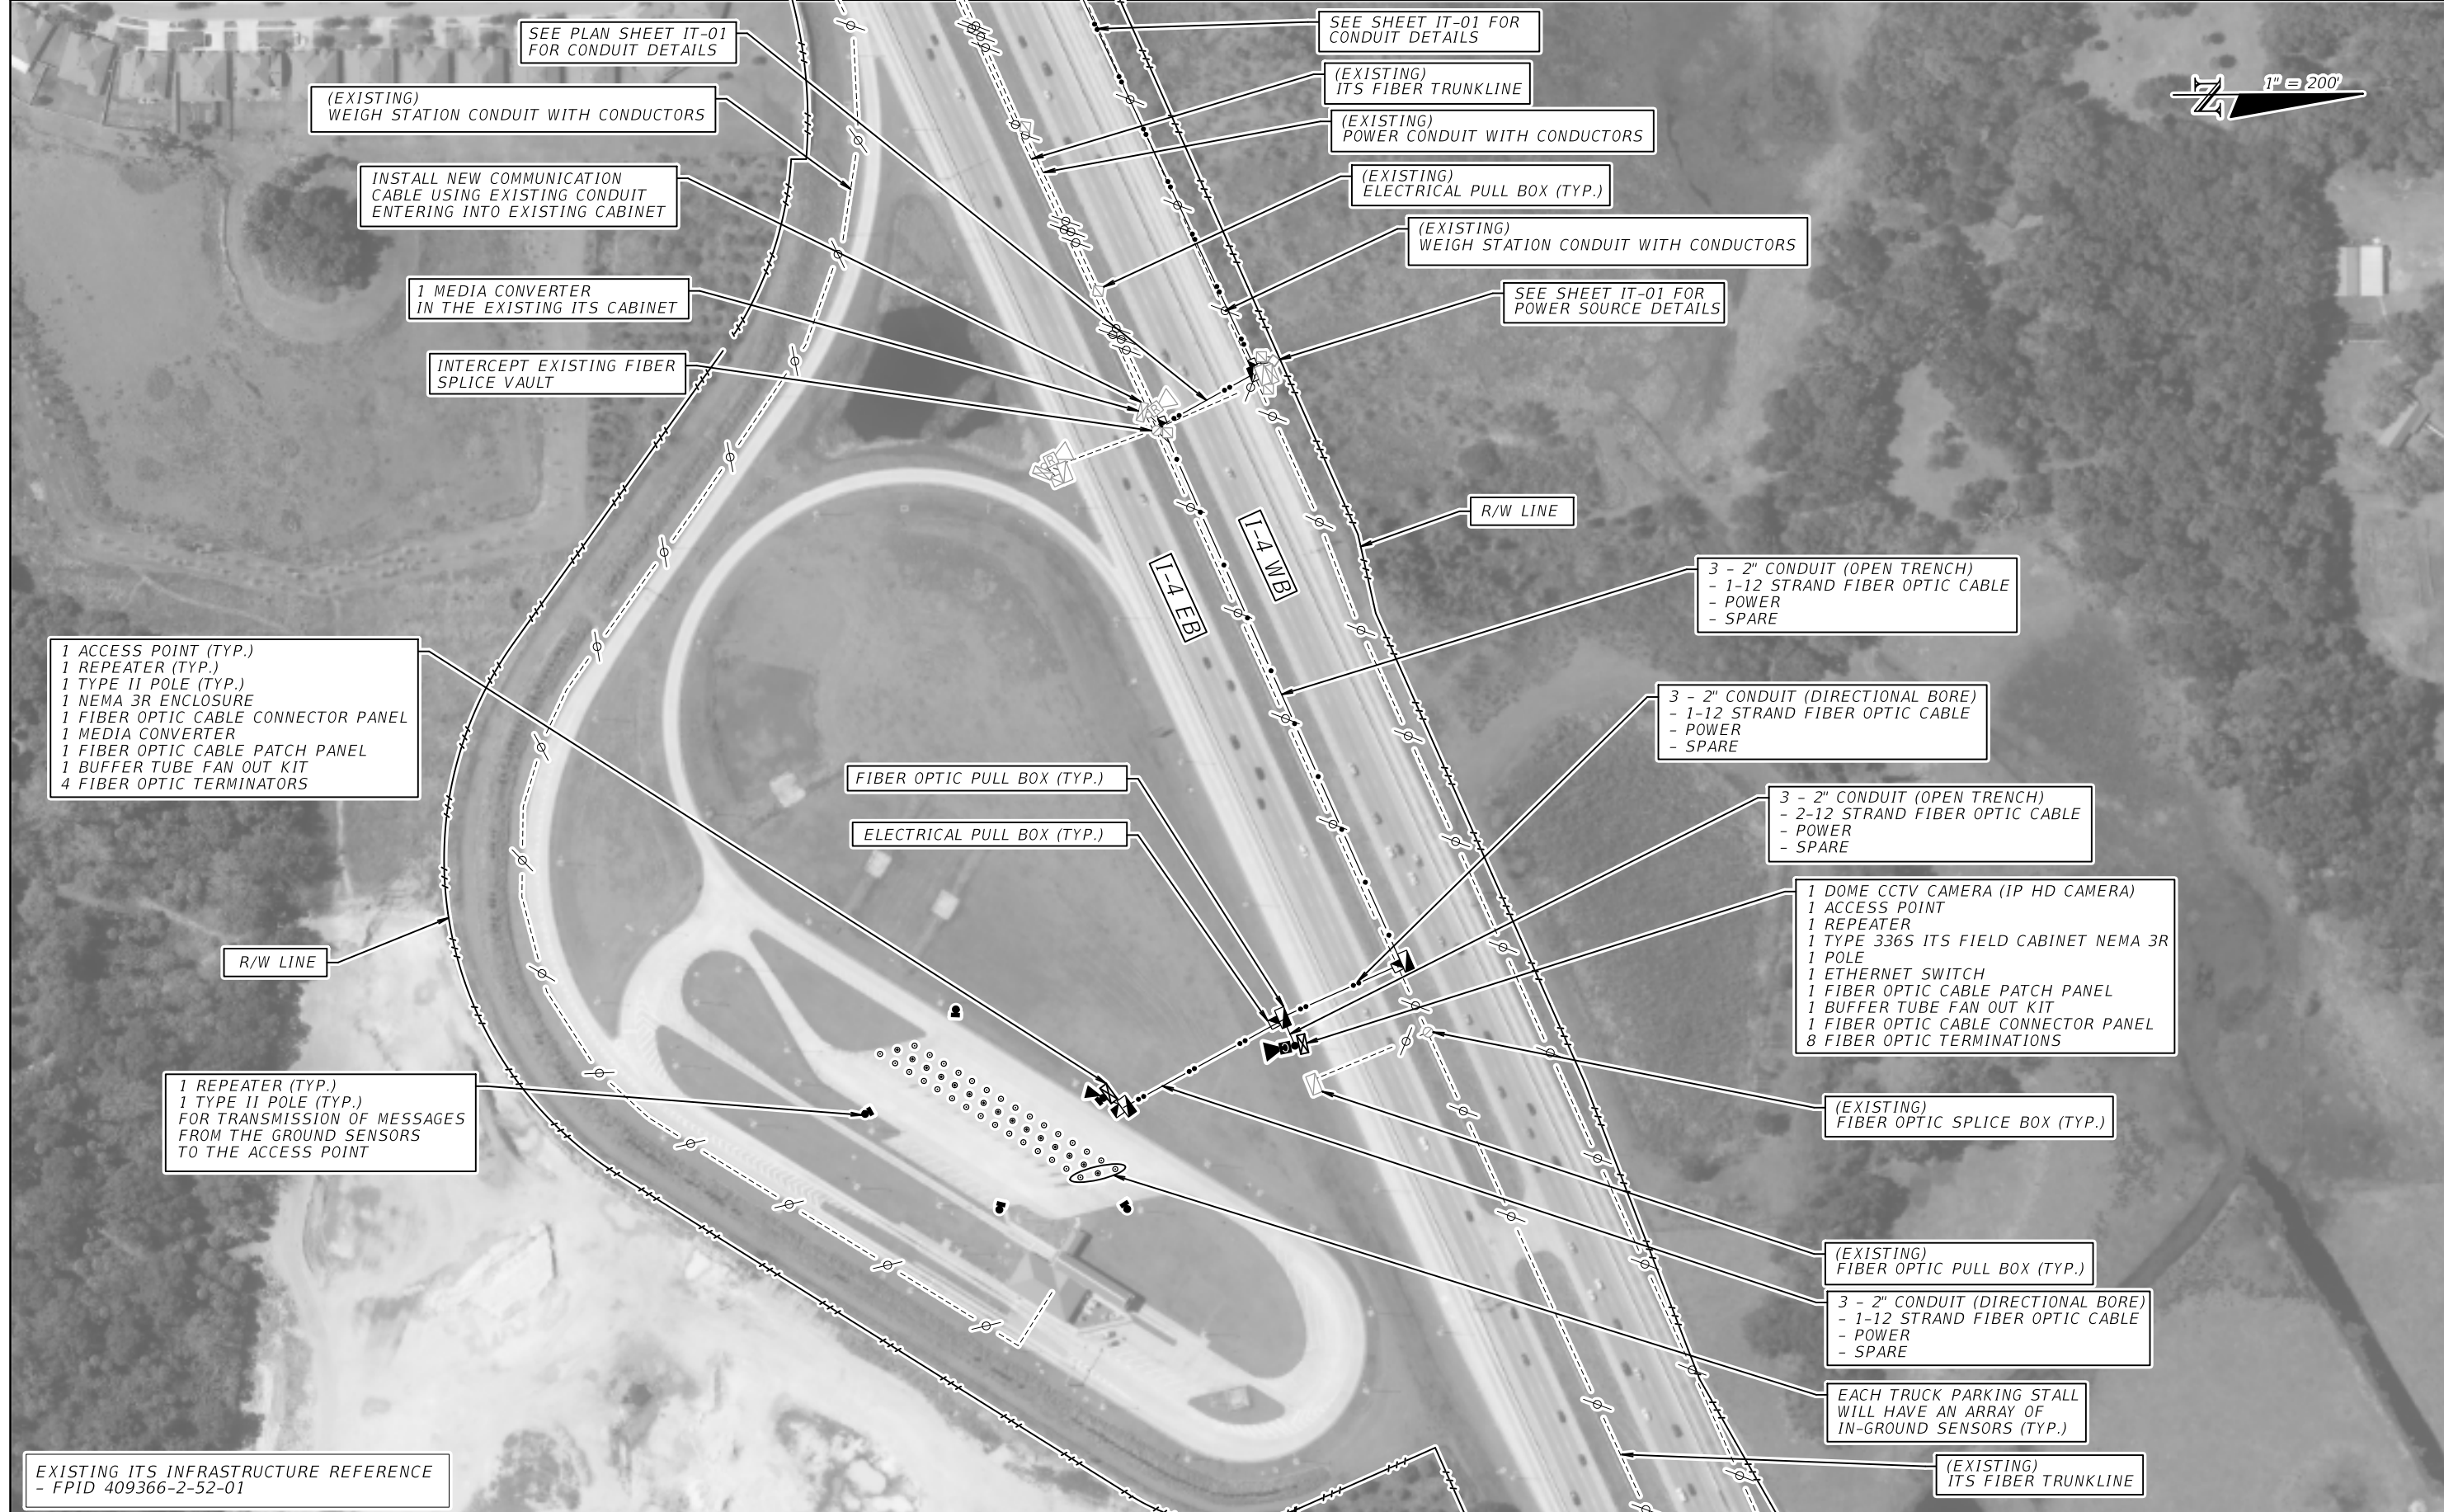 SEE PLAN SHEET IT-01
FOR CONDUIT DETAILS
(EXISTING)
WEIGH STATION CONDUIT WITH CONDUCTORS
INSTALL NEW COMMUNICATION
CABLE USING EXISTING CONDUIT
ENTERING INTO EXISTING CABINET
1 MEDIA CONVERTER
IN THE EXISTING ITS CABINET
INTERCEPT EXISTING FIBER
SPLICE VAULT
SEE SHEET IT-01 FOR
CONDUIT DETAILS
(EXISTING)
ITS FIBER TRUNKLINE
(EXISTING)
POWER CONDUIT WITH CONDUCTORS
(EXISTING)
ELECTRICAL PULL BOX (TYP.)
(EXISTING)
WEIGH STATION CONDUIT WITH CONDUCTORS
SEE SHEET IT-01 FOR
POWER SOURCE DETAILS
N
1" = 200'
R/W LINE
I-4 WB
I-4 EB
3 - 2" CONDUIT (OPEN TRENCH)
- 1-12 STRAND FIBER OPTIC CABLE
- POWER
- SPARE
1 ACCESS POINT (TYP.)
1 REPEATER (TYP.)
1 TYPE II POLE (TYP.)
1 NEMA 3R ENCLOSURE
1 FIBER OPTIC CABLE CONNECTOR PANEL
1 MEDIA CONVERTER
1 FIBER OPTIC CABLE PATCH PANEL
1 BUFFER TUBE FAN OUT KIT
4 FIBER OPTIC TERMINATORS
3 - 2" CONDUIT (DIRECTIONAL BORE)
- 1-12 STRAND FIBER OPTIC CABLE
- POWER
- SPARE
FIBER OPTIC PULL BOX (TYP.)
ELECTRICAL PULL BOX (TYP.)
3 - 2" CONDUIT (OPEN TRENCH)
- 2-12 STRAND FIBER OPTIC CABLE
- POWER
- SPARE
1 DOME CCTV CAMERA (IP HD CAMERA)
1 ACCESS POINT
1 REPEATER
1 TYPE 336S ITS FIELD CABINET NEMA 3R
1 POLE
1 ETHERNET SWITCH
1 FIBER OPTIC CABLE PATCH PANEL
1 BUFFER TUBE FAN OUT KIT
1 FIBER OPTIC CABLE CONNECTOR PANEL
8 FIBER OPTIC TERMINATIONS
R/W LINE
C
1 REPEATER (TYP.)
1 TYPE II POLE (TYP.)
FOR TRANSMISSION OF MESSAGES
FROM THE GROUND SENSORS
TO THE ACCESS POINT
(EXISTING)
FIBER OPTIC SPLICE BOX (TYP.)
(EXISTING)
FIBER OPTIC PULL BOX (TYP.)
3 - 2" CONDUIT (DIRECTIONAL BORE)
- 1-12 STRAND FIBER OPTIC CABLE
- POWER
- SPARE
EACH TRUCK PARKING STALL
WILL HAVE AN ARRAY OF
IN-GROUND SENSORS (TYP.)
(EXISTING)
ITS FIBER TRUNKLINE
EXISTING ITS INFRASTRUCTURE REFERENCE
- FPID 409366-2-52-01